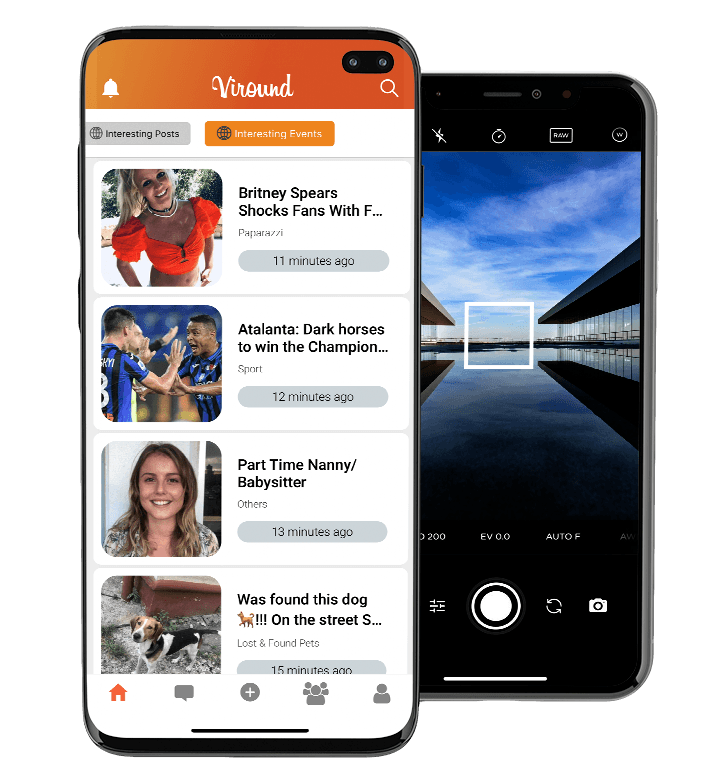 Viround
Interesting Posts
Interesting Events
Britney Spears
Shocks Fans With F...
Paparazzi
11 minutes ago
Atalanta: Dark horses
to win the Champion...
Sport
12 minutes ago
Part Time Nanny/
Babysitter
Others
13 minutes ago
Was found this dog
🐕!!! On the street S...
Lost & Found Pets
15 minutes ago
RAW
W
O 200
EV 0.0
AUTO F
AW